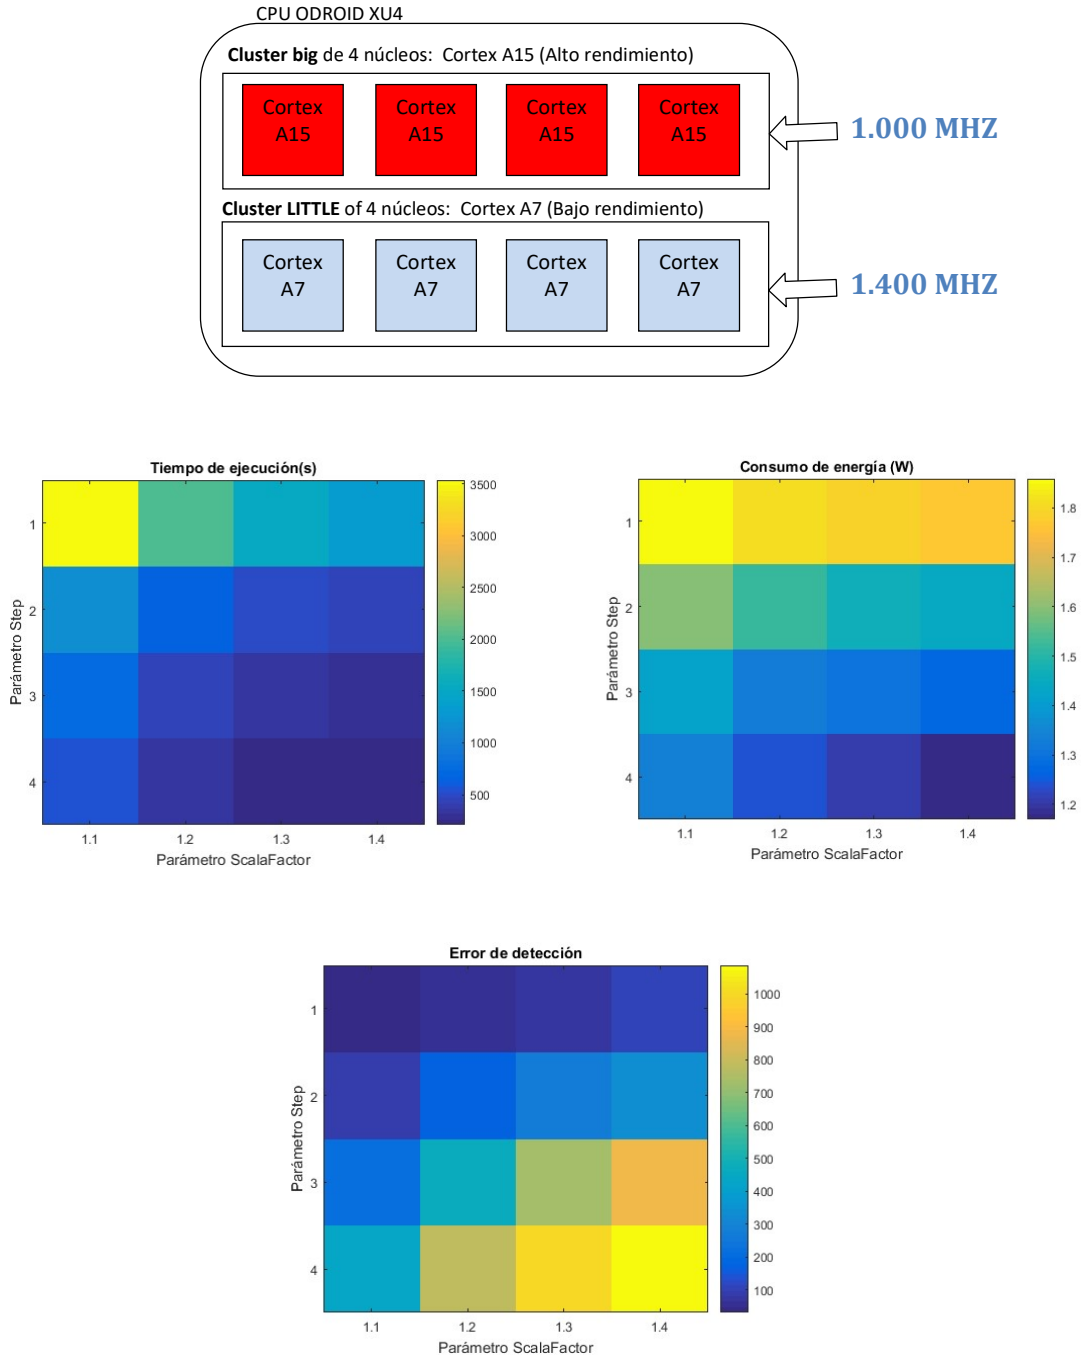 CPU ODROID XU4
Cluster big de 4 núcleos: Cortex A15 (Alto rendimiento)
Cortex A15
Cortex A15
Cortex A15
Cortex A15
1.000 MHZ
Cluster LITTLE of 4 núcleos: Cortex A7 (Bajo rendimiento)
Cortex A7
Cortex A7
Cortex A7
Cortex A7
1.400 MHZ
Tiempo de ejecución(s)
Parámetro Step
1
2
3
4
1.1 1.2 1.3 1.4
Parámetro ScalaFactor
3500
3000
2500
2000
1500
1000
500
Consumo de energía (W)
Parámetro Step
1
2
3
4
1.1 1.2 1.3 1.4
Parámetro ScalaFactor
1.8
1.7
1.6
1.5
1.4
1.3
1.2
Error de detección
Parámetro Step
1
2
3
4
1.1 1.2 1.3 1.4
Parámetro ScalaFactor
1000
900
800
700
600
500
400
300
200
100